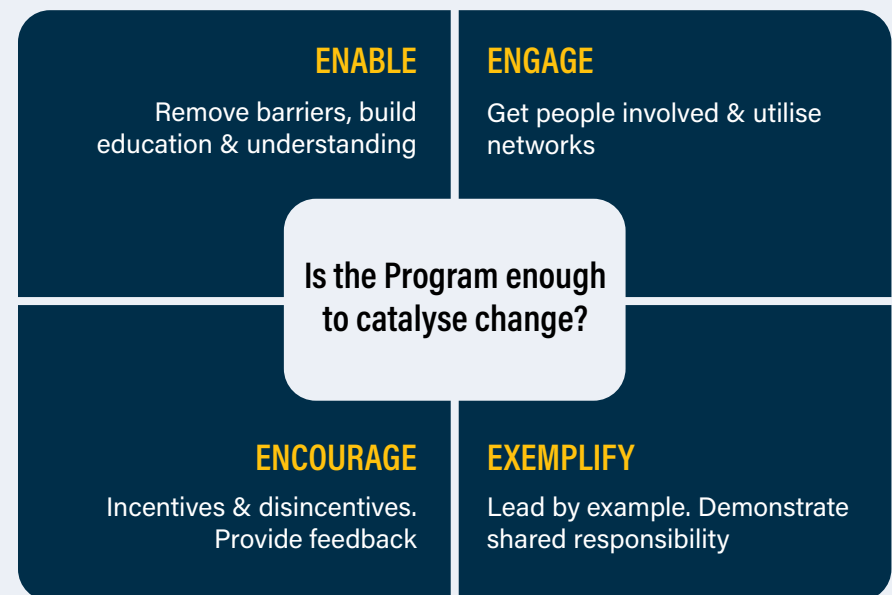 ENABLE
Remove barriers, build
education & understanding
ENGAGE
Get people involved & utilise
networks
Is the Program enough
to catalyse change?
ENCOURAGE
Incentives & disincentives.
Provide feedback
EXEMPLIFY
Lead by example. Demonstrate
shared responsibility